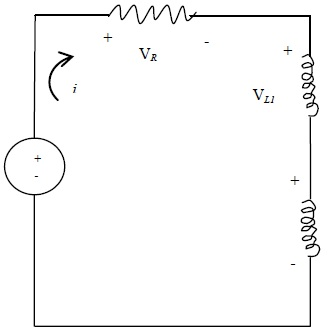 + - +
V_R
i
V_L1
+
-
+
-